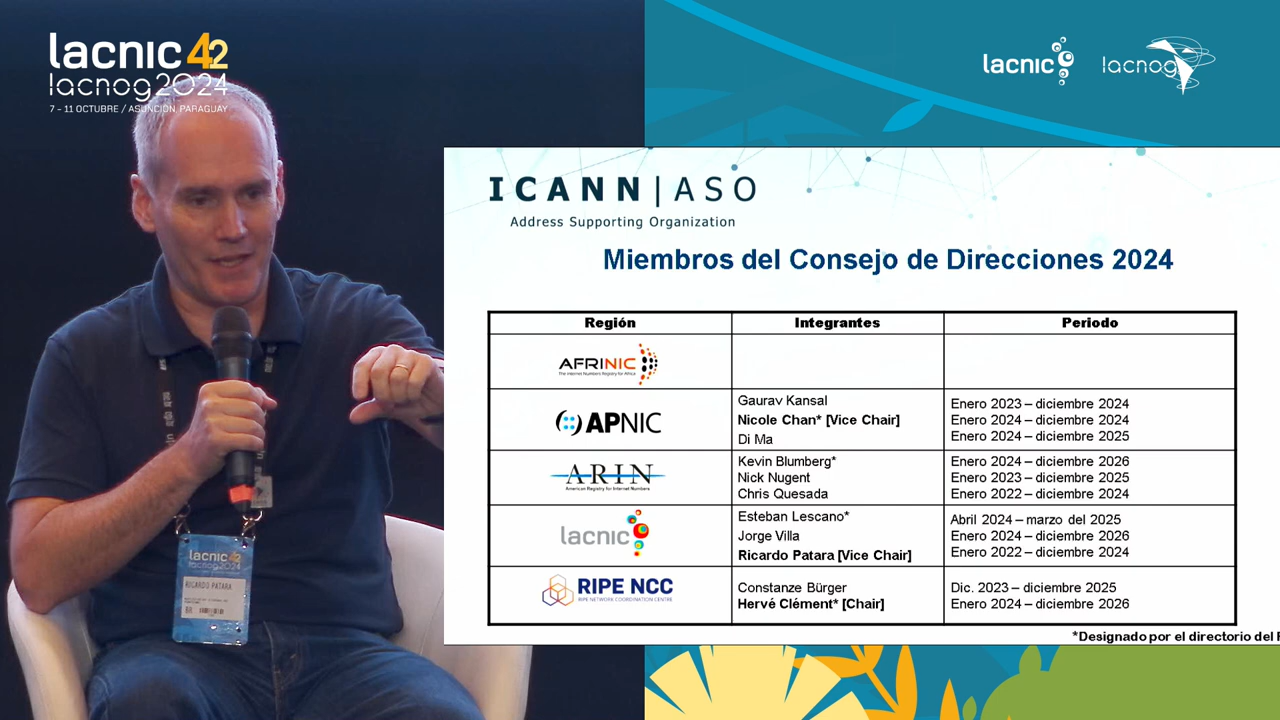 lacnic 42
lacnog2024
7 - 11 OCTUBRE / ASUNCIÓN, PARAGUAY
lacnic
lacnog
ICANN|ASO
Address Supporting Organization
Miembros del Consejo de Direcciones 2024
Región Integrantes Periodo
AFRINIC
The Internet Numbers Registry for Africa
APNIC
Gaurav Kansal Enero 2023 – diciembre 2024
Nicole Chan* [Vice Chair] Enero 2024 – diciembre 2024
Di Ma Enero 2024 – diciembre 2025
ARIN
American Registry for Internet Numbers
Kevin Blumberg* Enero 2024 – diciembre 2026
Nick Nugent Enero 2023 – diciembre 2025
Chris Quesada Enero 2022 – diciembre 2024
lacnic
Esteban Lescano* Abril 2024 – marzo del 2025
Jorge Villa Enero 2024 – diciembre 2026
Ricardo Patara [Vice Chair] Enero 2022 – diciembre 2024
RIPE NCC
RIPE NETWORK COORDINATION CENTRE
Constanze Bürger Dic. 2023 – diciembre 2025
Hervé Clément* [Chair] Enero 2024 – diciembre 2026
*Designado por el directorio del
lacnic42
lacnog2024
RICARDO PATARA
BR